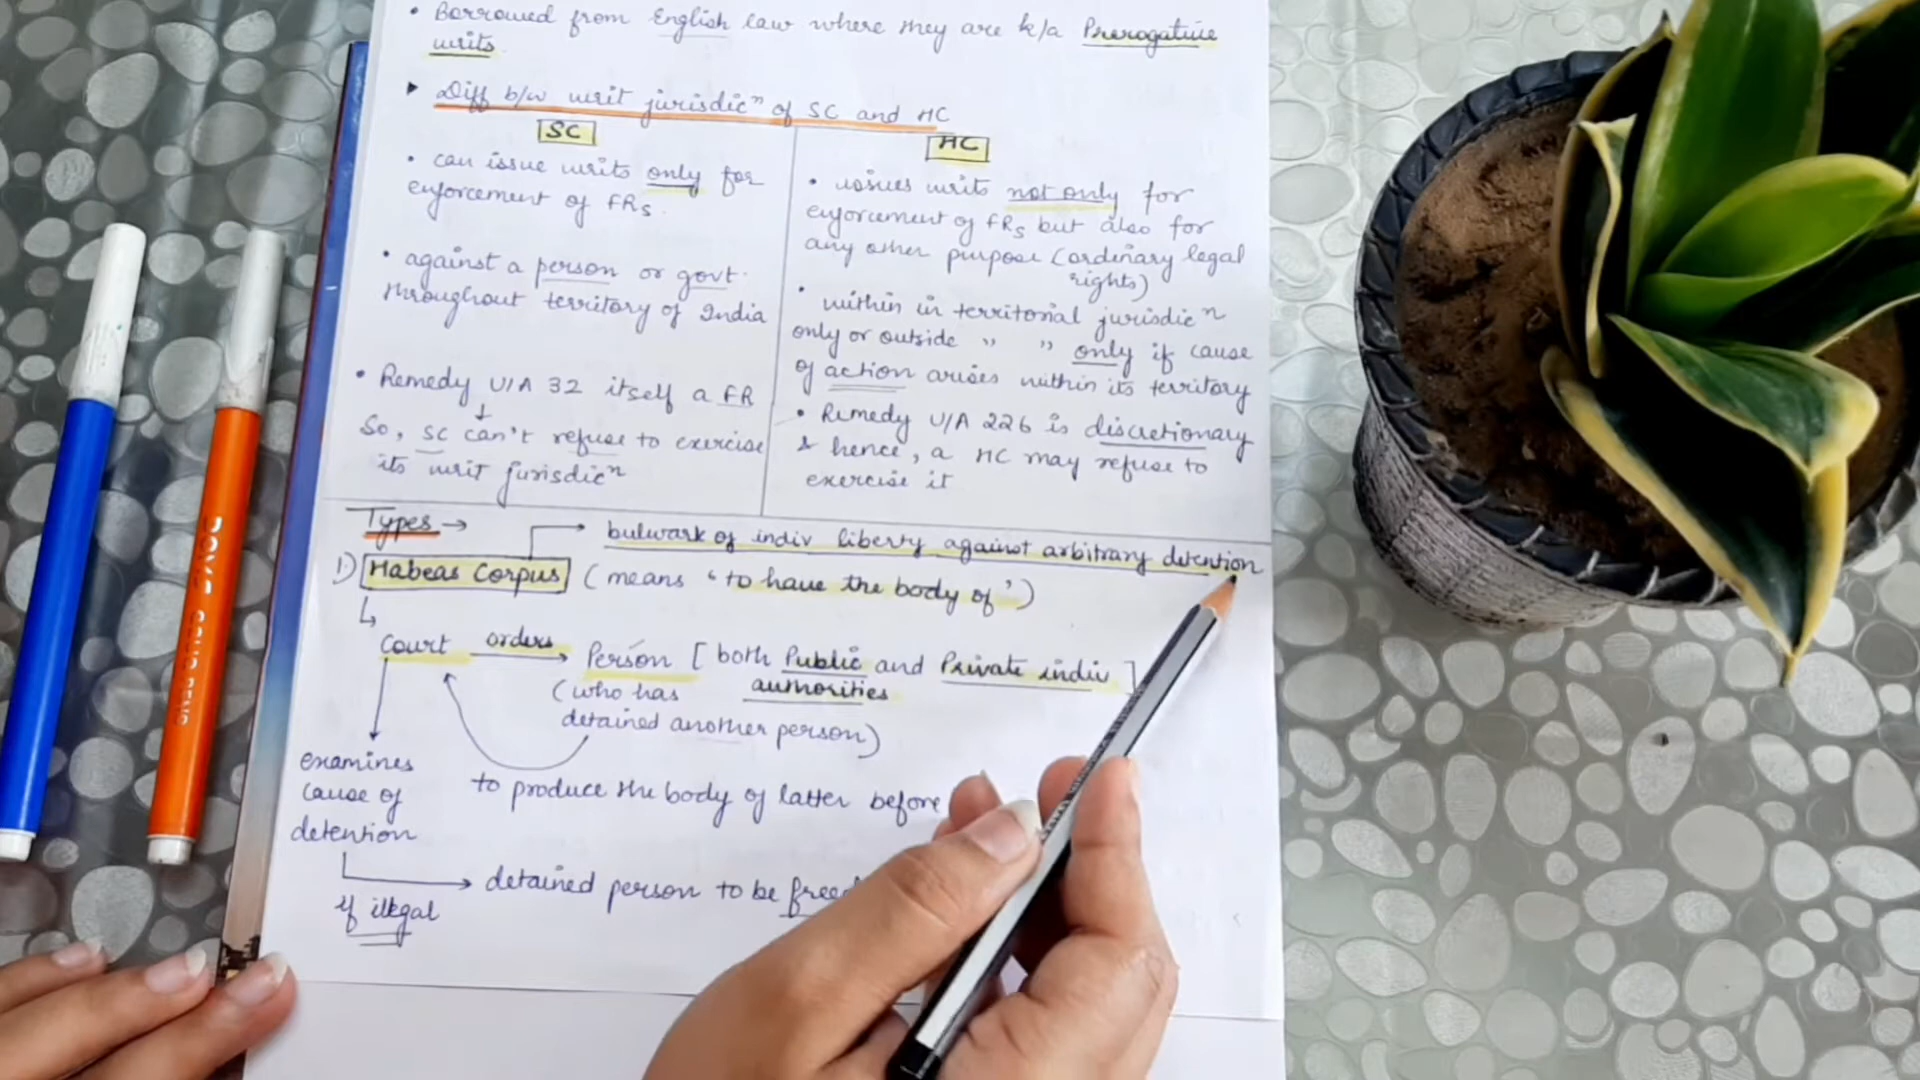 • Borrowed from English law where they are k/a Prerogative
writs.
▸ Diff b/w writ jurisdicⁿ of SC and HC
SC
• can issue writs only for
enforcement of FRs.
• against a person or govt.
throughout territory of India
• Remedy U/A 32 itself a FR
↓
So, SC can't refuse to exercise
its writ jurisdicⁿ
HC
• issues writs not only for
enforcement of FRs but also for
any other purpose (ordinary legal
rights)
• within in territorial jurisdicⁿ
only or outside " " only if cause
of action arises within its territory
• Remedy U/A 226 is discretionary
& hence, a HC may refuse to
exercise it
Types →
→ bulwark of indiv liberty against arbitrary detention
1.) Habeas Corpus (means 'to have the body of')
↳
Court orders → Person [both Public and Private indiv]
authorities
(who has
detained another person)
to produce the body of latter before
examines
cause of
detention
→ detained person to be freed
if illegal